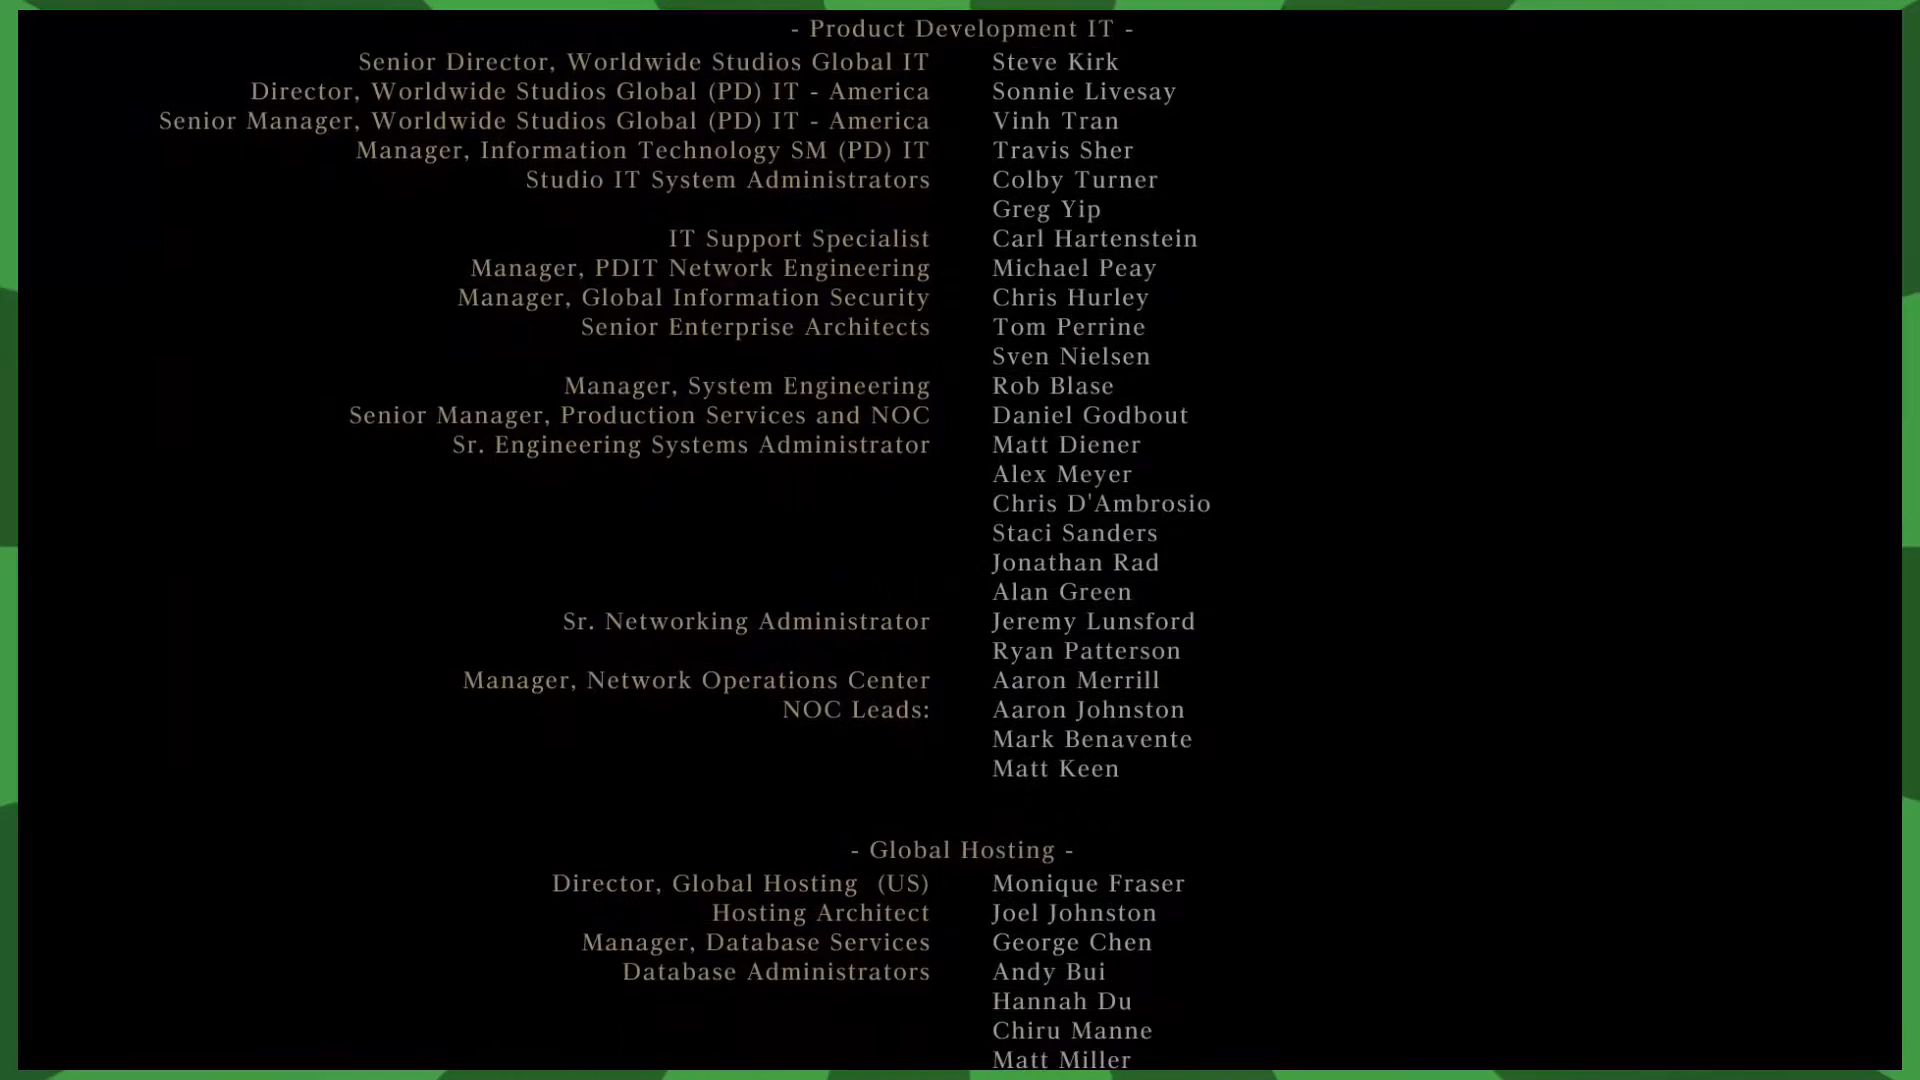 - Product Development IT -
Senior Director, Worldwide Studios Global IT Steve Kirk
Director, Worldwide Studios Global (PD) IT - America Sonnie Livesay
Senior Manager, Worldwide Studios Global (PD) IT - America Vinh Tran
Manager, Information Technology SM (PD) IT Travis Sher
Studio IT System Administrators Colby Turner
Greg Yip
IT Support Specialist Carl Hartenstein
Manager, PDIT Network Engineering Michael Peay
Manager, Global Information Security Chris Hurley
Senior Enterprise Architects Tom Perrine
Sven Nielsen
Manager, System Engineering Rob Blase
Senior Manager, Production Services and NOC Daniel Godbout
Sr. Engineering Systems Administrator Matt Diener
Alex Meyer
Chris D'Ambrosio
Staci Sanders
Jonathan Rad
Alan Green
Sr. Networking Administrator Jeremy Lunsford
Ryan Patterson
Manager, Network Operations Center Aaron Merrill
NOC Leads: Aaron Johnston
Mark Benavente
Matt Keen
- Global Hosting -
Director, Global Hosting (US) Monique Fraser
Hosting Architect Joel Johnston
Manager, Database Services George Chen
Database Administrators Andy Bui
Hannah Du
Chiru Manne
Matt Miller